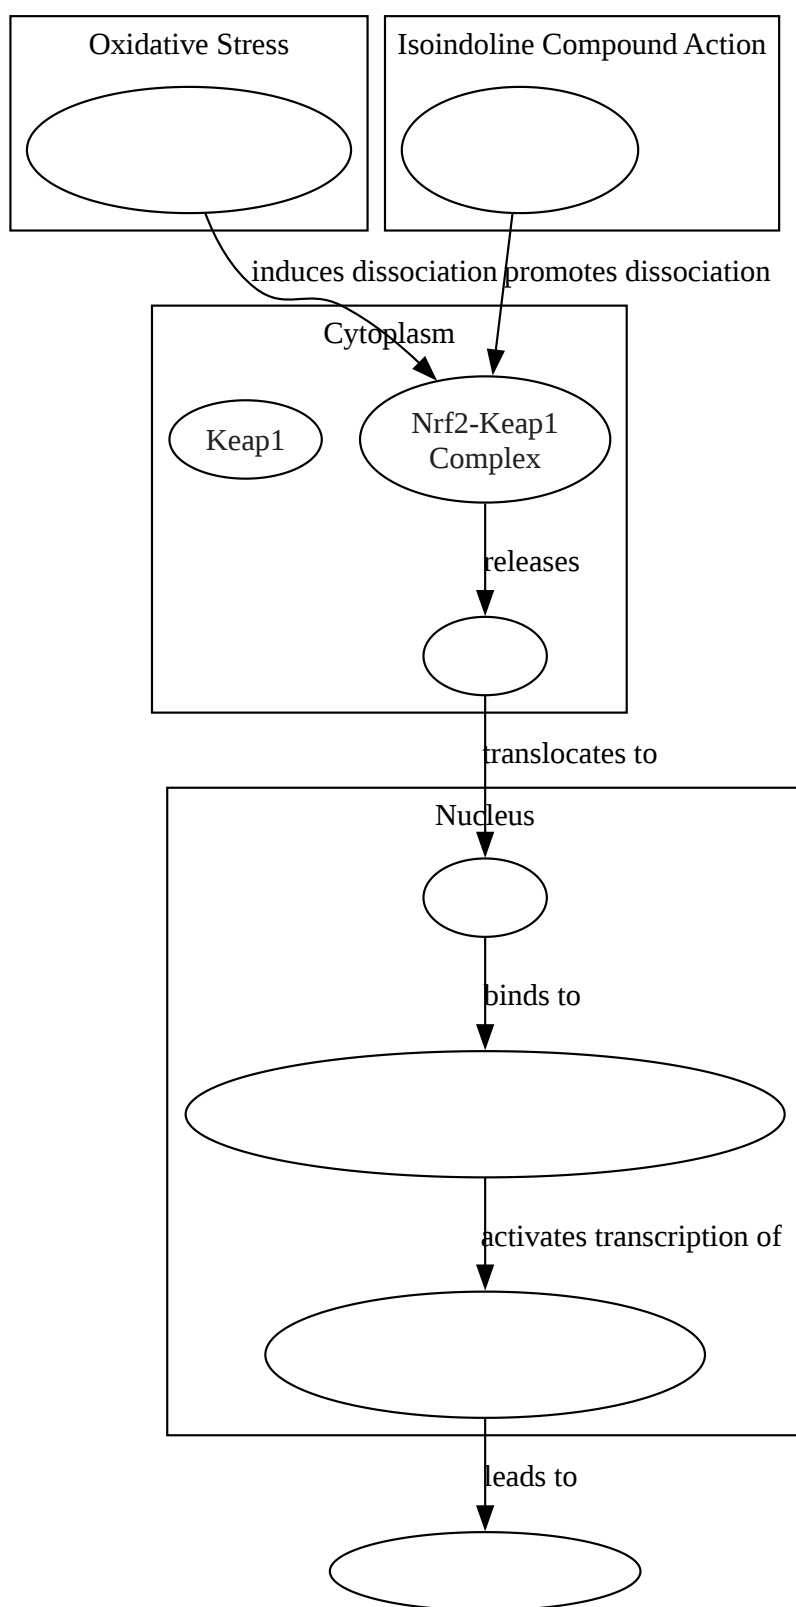 Oxidative Stress
Isoindoline Compound Action
induces dissociation
promotes dissociation
Cytoplasm
Keap1
Nrf2-Keap1
Complex
releases
translocates to
Nucleus
binds to
activates transcription of
leads to